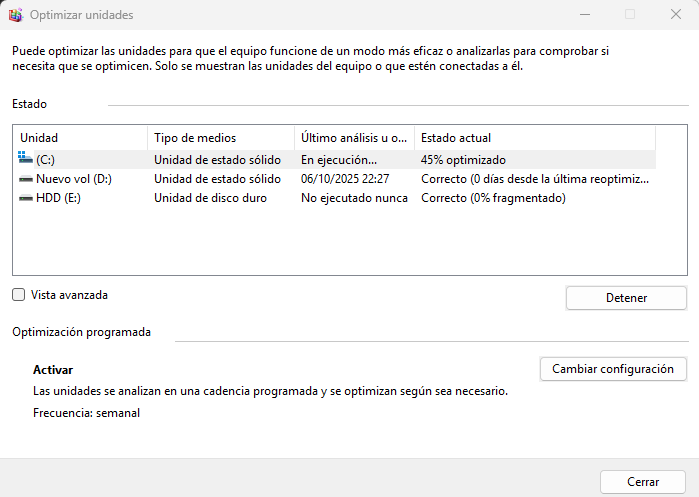 Optimizar unidades
Puede optimizar las unidades para que el equipo funcione de un modo más eficaz o analizarlas para comprobar si
necesita que se optimicen. Solo se muestran las unidades del equipo o que estén conectadas a él.
Estado
Unidad Tipo de medios Último análisis u o... Estado actual
(C:) Unidad de estado sólido En ejecución... 45% optimizado
Nuevo vol (D:) Unidad de estado sólido 06/10/2025 22:27 Correcto (0 días desde la última reoptimiz...
HDD (E:) Unidad de disco duro No ejecutado nunca Correcto (0% fragmentado)
Vista avanzada
Detener
Optimización programada
Activar
Cambiar configuración
Las unidades se analizan en una cadencia programada y se optimizan según sea necesario.
Frecuencia: semanal
Cerrar